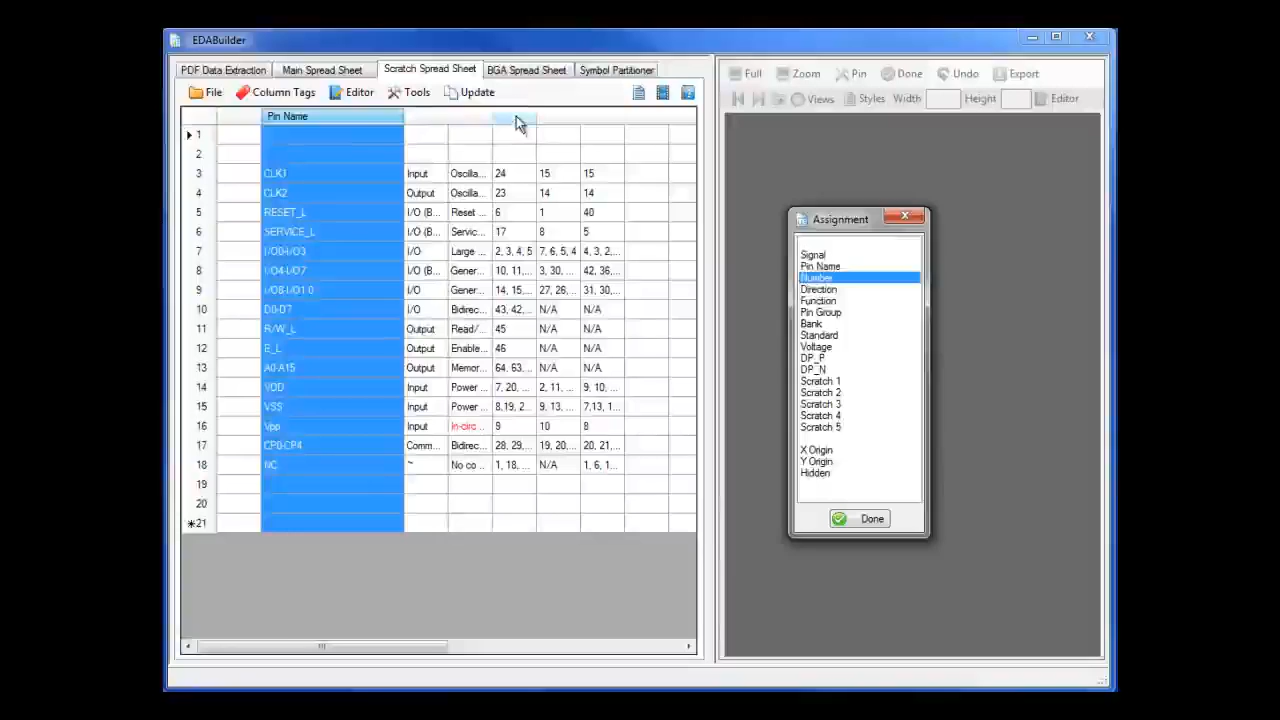 EDABuilder
PDF Data Extraction Main Spread Sheet Scratch Spread Sheet BGA Spread Sheet Symbol Partitioner
File Column Tags Editor Tools Update
Full Zoom Pin Done Undo Export
Views Styles Width Height Editor
Pin Name
1
2
3 CLK1 Input Oscilla... 24 15 15
4 CLK2 Output Oscilla... 23 14 14
5 RESET_L I/O (B... Reset ... 6 1 40
6 SERVICE_L I/O (B... Servic... 17 8 5
7 I/O0-I/O3 I/O Large ... 2, 3, 4, 5 7, 6, 5, 4 4, 3, 2,...
8 I/O4-I/O7 I/O (B... Gener... 10, 11,... 3, 30, ... 42, 36,...
9 I/O8-I/O1 0 I/O Gener... 14, 15,... 27, 26,... 31, 30,...
10 D0-D7 I/O Bidirec... 43, 42,... N/A N/A
11 R/W_L Output Read/... 45 N/A N/A
12 E_L Output Enable... 46 N/A N/A
13 A0-A15 Output Memor... 64. 63,... N/A N/A
14 VDD Input Power ... 7, 20, ... 2, 11, ... 9, 10, ...
15 VSS Input Power ... 8,19, 2... 9. 13, ... 7,13, 1...
16 Vpp Input In-circ... 9 10 8
17 CP0-CP4 Comm... Bidirec... 28, 29,... 19, 20,... 20, 21,...
18 NC ~ No co ... 1, 18, ... N/A 1, 6, 1...
19
20
21
Assignment
Signal
Pin Name
Number
Direction
Function
Pin Group
Bank
Standard
Voltage
DP_P
DP_N
Scratch 1
Scratch 2
Scratch 3
Scratch 4
Scratch 5
X Origin
Y Origin
Hidden
Done